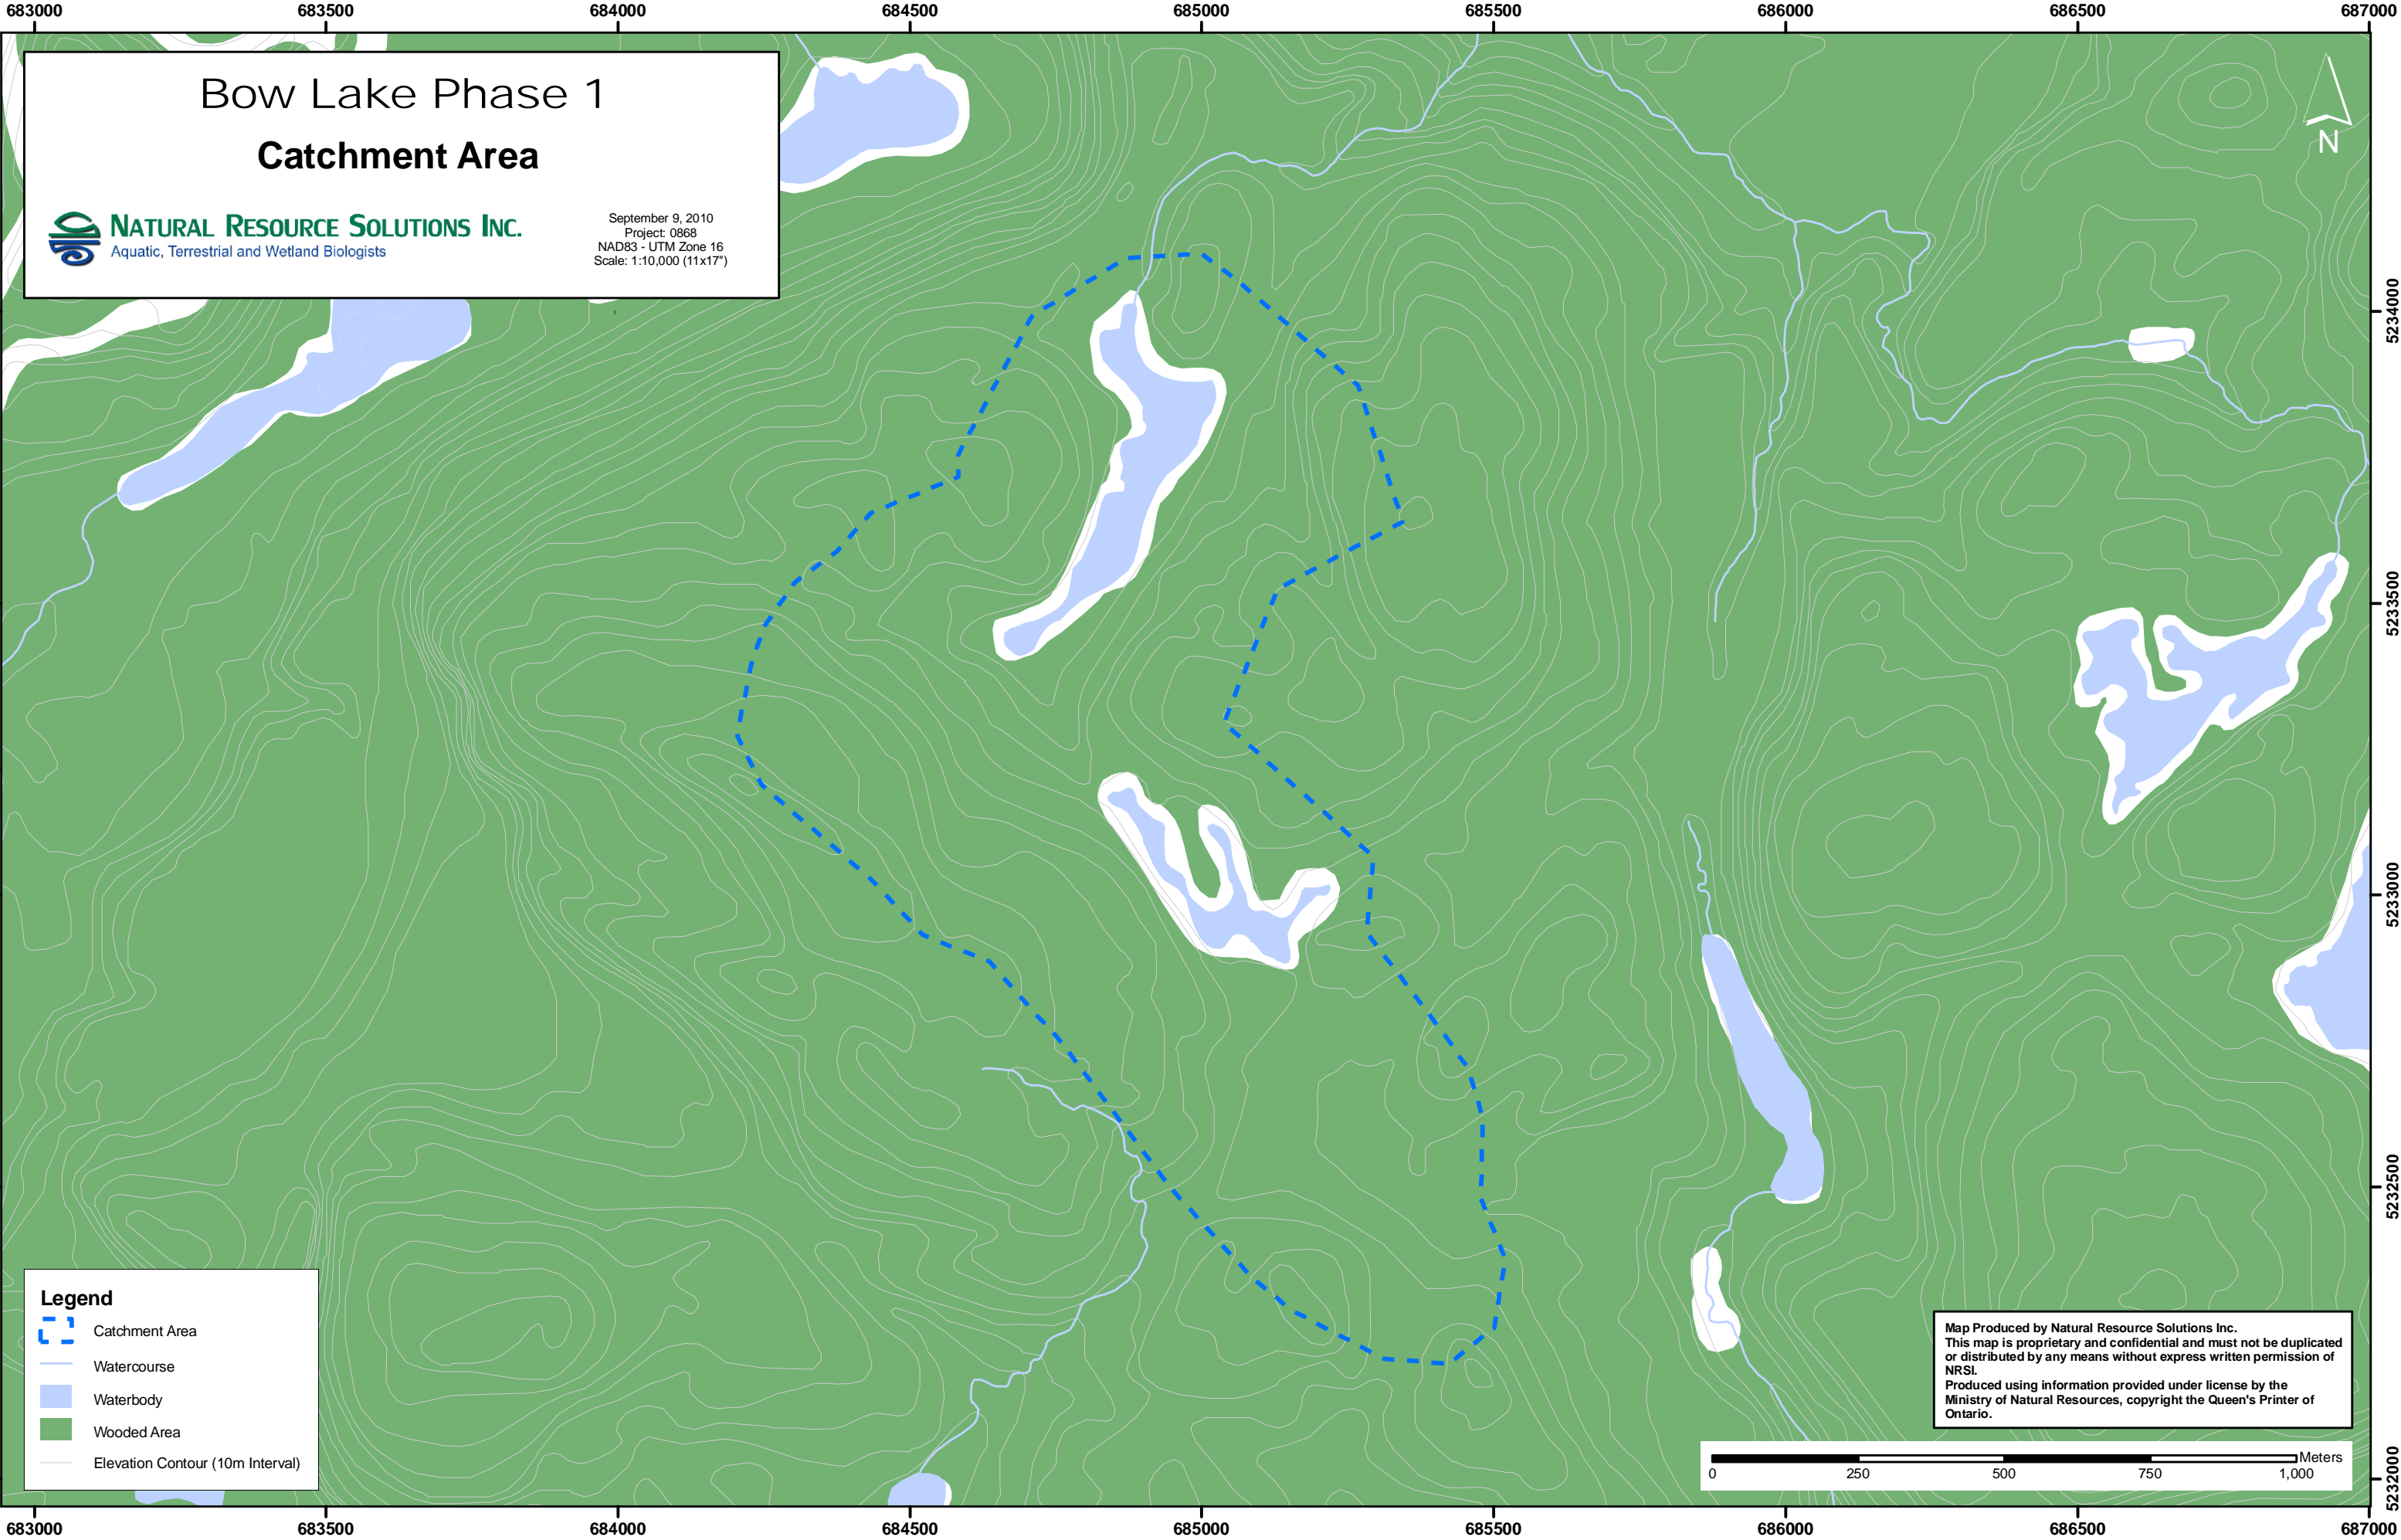 683000 683500 684000 684500 685000 685500 686000 686500 687000
Bow Lake Phase 1
Catchment Area
NATURAL RESOURCE SOLUTIONS INC.
Aquatic, Terrestrial and Wetland Biologists
September 9, 2010
Project: 0868
NAD83 - UTM Zone 16
Scale: 1:10,000 (11x17")
N
5234000
5233500
5233000
5232500
5232000
Legend
Catchment Area
Watercourse
Waterbody
Wooded Area
Elevation Contour (10m Interval)
Map Produced by Natural Resource Solutions Inc.
This map is proprietary and confidential and must not be duplicated
or distributed by any means without express written permission of
NRSI.
Produced using information provided under license by the
Ministry of Natural Resources, copyright the Queen's Printer of
Ontario.
Meters
0 250 500 750 1,000
683000 683500 684000 684500 685000 685500 686000 686500 687000